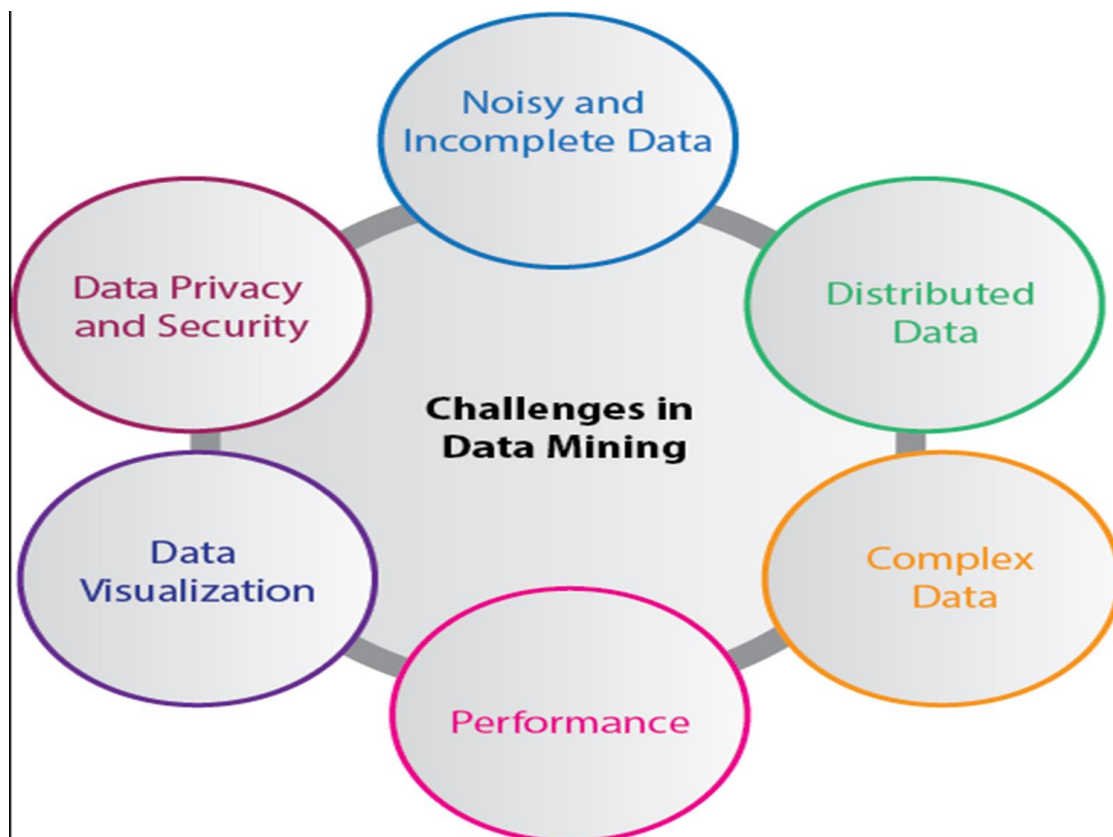 Noisy and
Incomplete Data
Data Privacy
and Security
Distributed
Data
Challenges in
Data Mining
Data
Visualization
Complex
Data
Performance